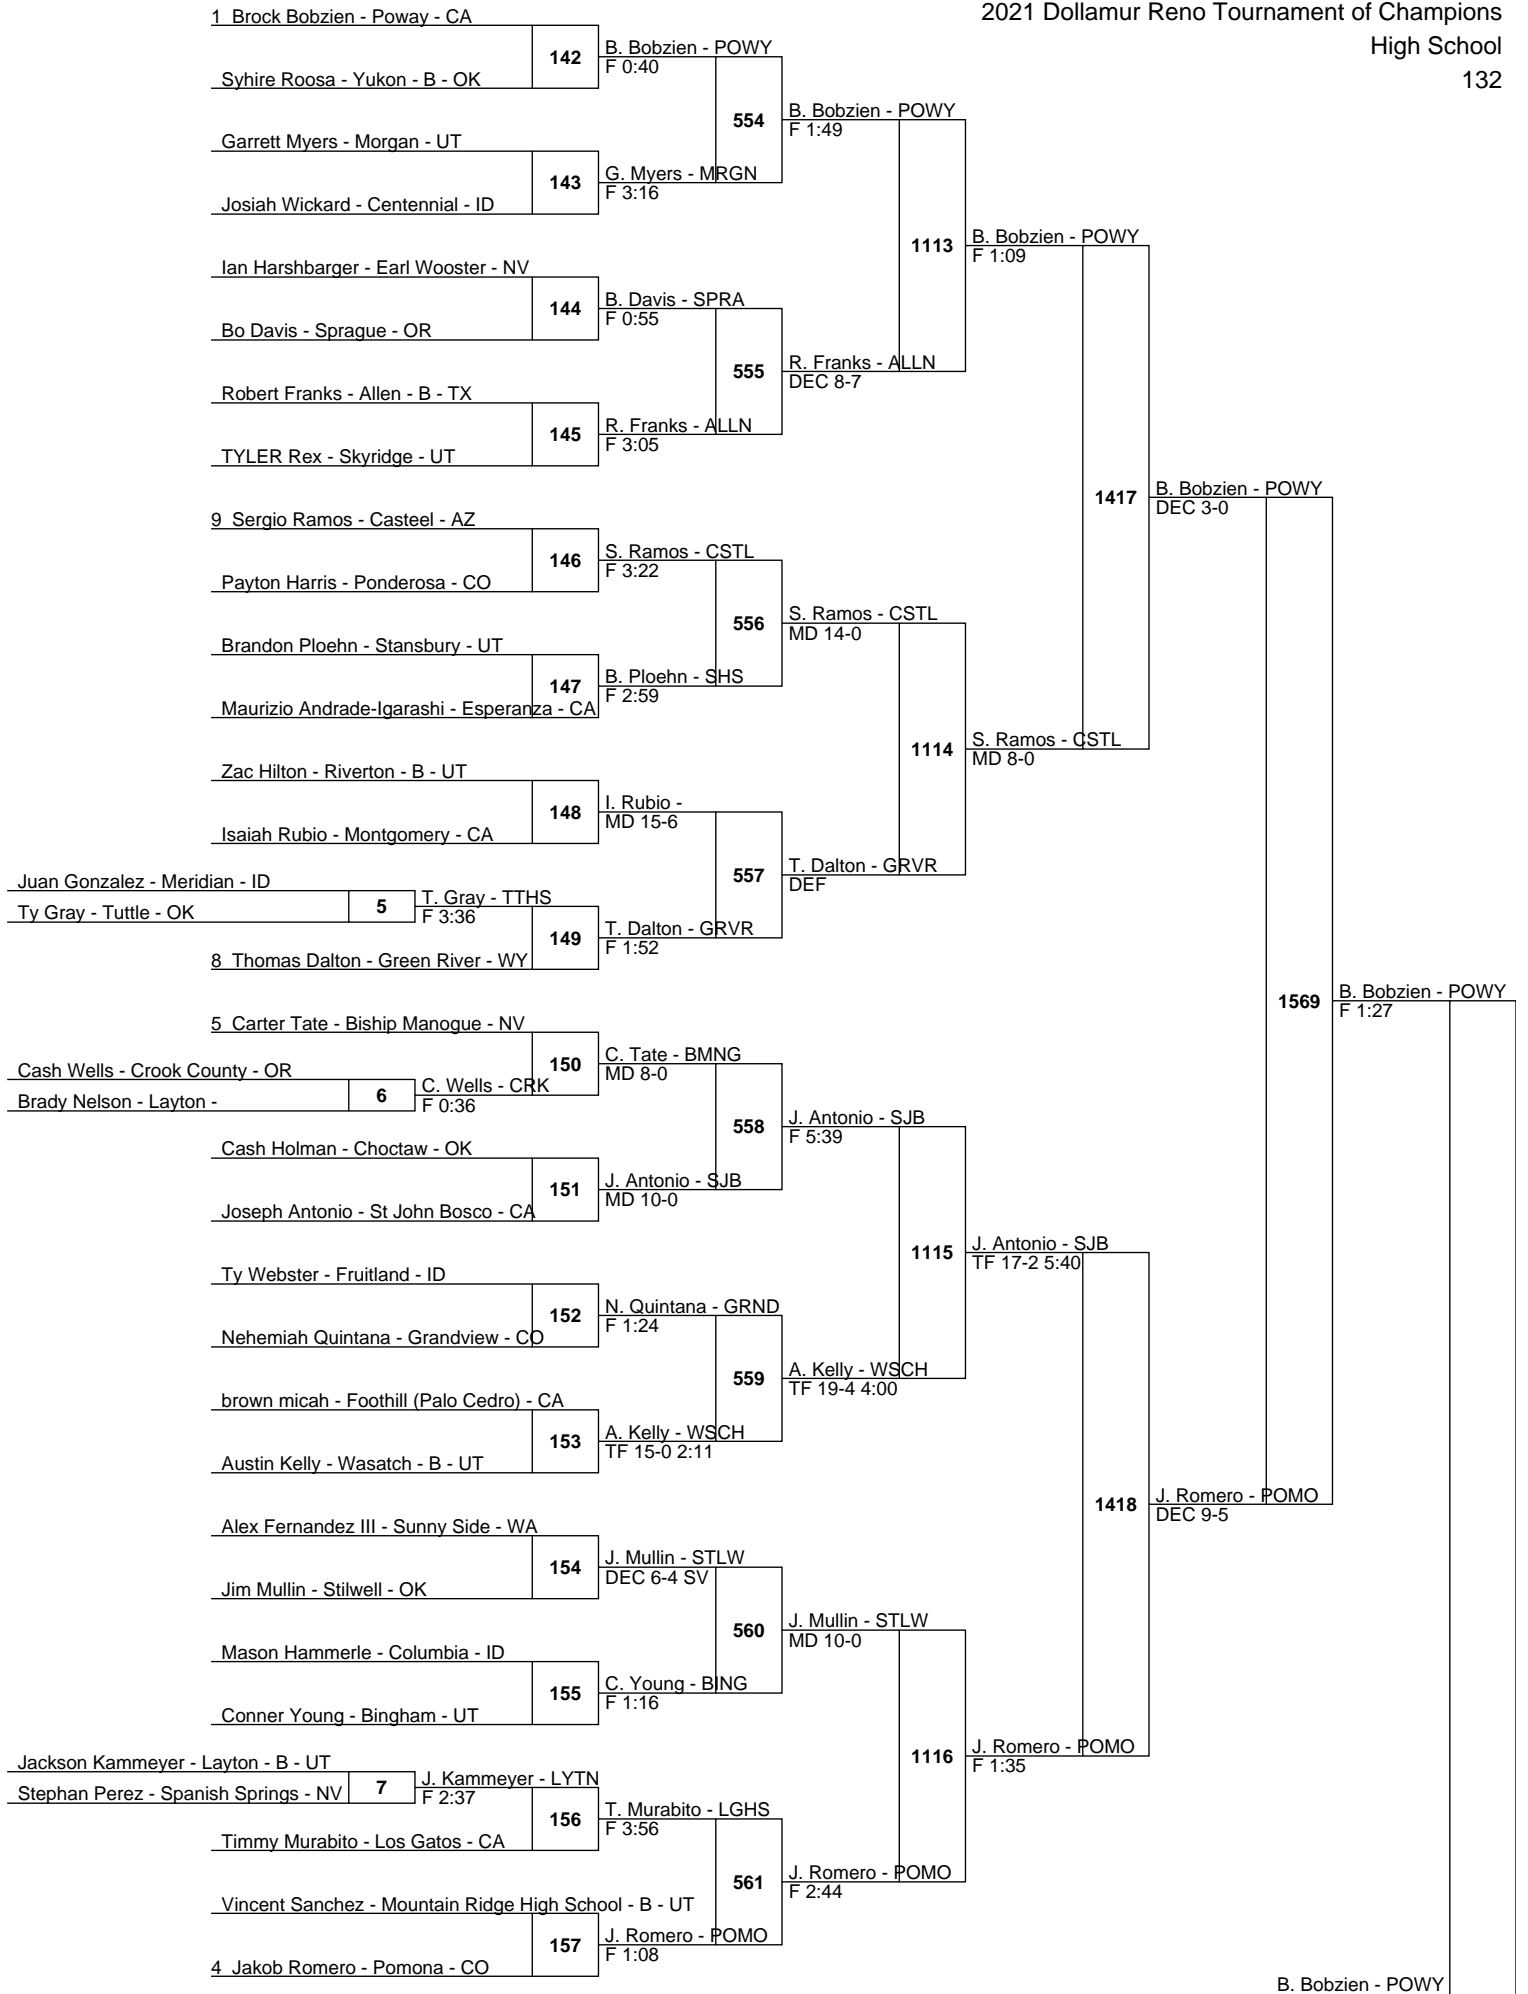 2021 Dollamur Reno Tournament of Champions
High School
132
1 Brock Bobzien - Poway - CA
142
B. Bobzien - POWY
F 0:40
Syhire Roosa - Yukon - B - OK
554
B. Bobzien - POWY
F 1:49
Garrett Myers - Morgan - UT
143
G. Myers - MRGN
F 3:16
Josiah Wickard - Centennial - ID
1113
B. Bobzien - POWY
F 1:09
Ian Harshbarger - Earl Wooster - NV
144
B. Davis - SPRA
F 0:55
Bo Davis - Sprague - OR
555
R. Franks - ALLN
DEC 8-7
Robert Franks - Allen - B - TX
145
R. Franks - ALLN
F 3:05
TYLER Rex - Skyridge - UT
1417
B. Bobzien - POWY
DEC 3-0
9 Sergio Ramos - Casteel - AZ
146
S. Ramos - CSTL
F 3:22
Payton Harris - Ponderosa - CO
556
S. Ramos - CSTL
MD 14-0
Brandon Ploehn - Stansbury - UT
147
B. Ploehn - SHS
F 2:59
Maurizio Andrade-Igarashi - Esperanza - CA
1114
S. Ramos - CSTL
MD 8-0
Zac Hilton - Riverton - B - UT
148
I. Rubio -
MD 15-6
Isaiah Rubio - Montgomery - CA
557
T. Dalton - GRVR
DEF
Juan Gonzalez - Meridian - ID
5
T. Gray - TTHS
F 3:36
Ty Gray - Tuttle - OK
149
T. Dalton - GRVR
F 1:52
8 Thomas Dalton - Green River - WY
1569
B. Bobzien - POWY
F 1:27
5 Carter Tate - Biship Manogue - NV
150
C. Tate - BMNG
MD 8-0
Cash Wells - Crook County - OR
6
C. Wells - CRK
F 0:36
Brady Nelson - Layton -
558
J. Antonio - SJB
F 5:39
Cash Holman - Choctaw - OK
151
J. Antonio - SJB
MD 10-0
Joseph Antonio - St John Bosco - CA
1115
J. Antonio - SJB
TF 17-2 5:40
Ty Webster - Fruitland - ID
152
N. Quintana - GRND
F 1:24
Nehemiah Quintana - Grandview - CO
559
A. Kelly - WSCH
TF 19-4 4:00
brown micah - Foothill (Palo Cedro) - CA
153
A. Kelly - WSCH
TF 15-0 2:11
Austin Kelly - Wasatch - B - UT
1418
J. Romero - POMO
DEC 9-5
Alex Fernandez III - Sunny Side - WA
154
J. Mullin - STLW
DEC 6-4 SV
Jim Mullin - Stilwell - OK
560
J. Mullin - STLW
MD 10-0
Mason Hammerle - Columbia - ID
155
C. Young - BING
F 1:16
Conner Young - Bingham - UT
1116
J. Romero - POMO
F 1:35
Jackson Kammeyer - Layton - B - UT
7
J. Kammeyer - LYTN
F 2:37
Stephan Perez - Spanish Springs - NV
156
T. Murabito - LGHS
F 3:56
Timmy Murabito - Los Gatos - CA
561
J. Romero - POMO
F 2:44
Vincent Sanchez - Mountain Ridge High School - B - UT
157
J. Romero - POMO
F 1:08
4 Jakob Romero - Pomona - CO
B. Bobzien - POWY